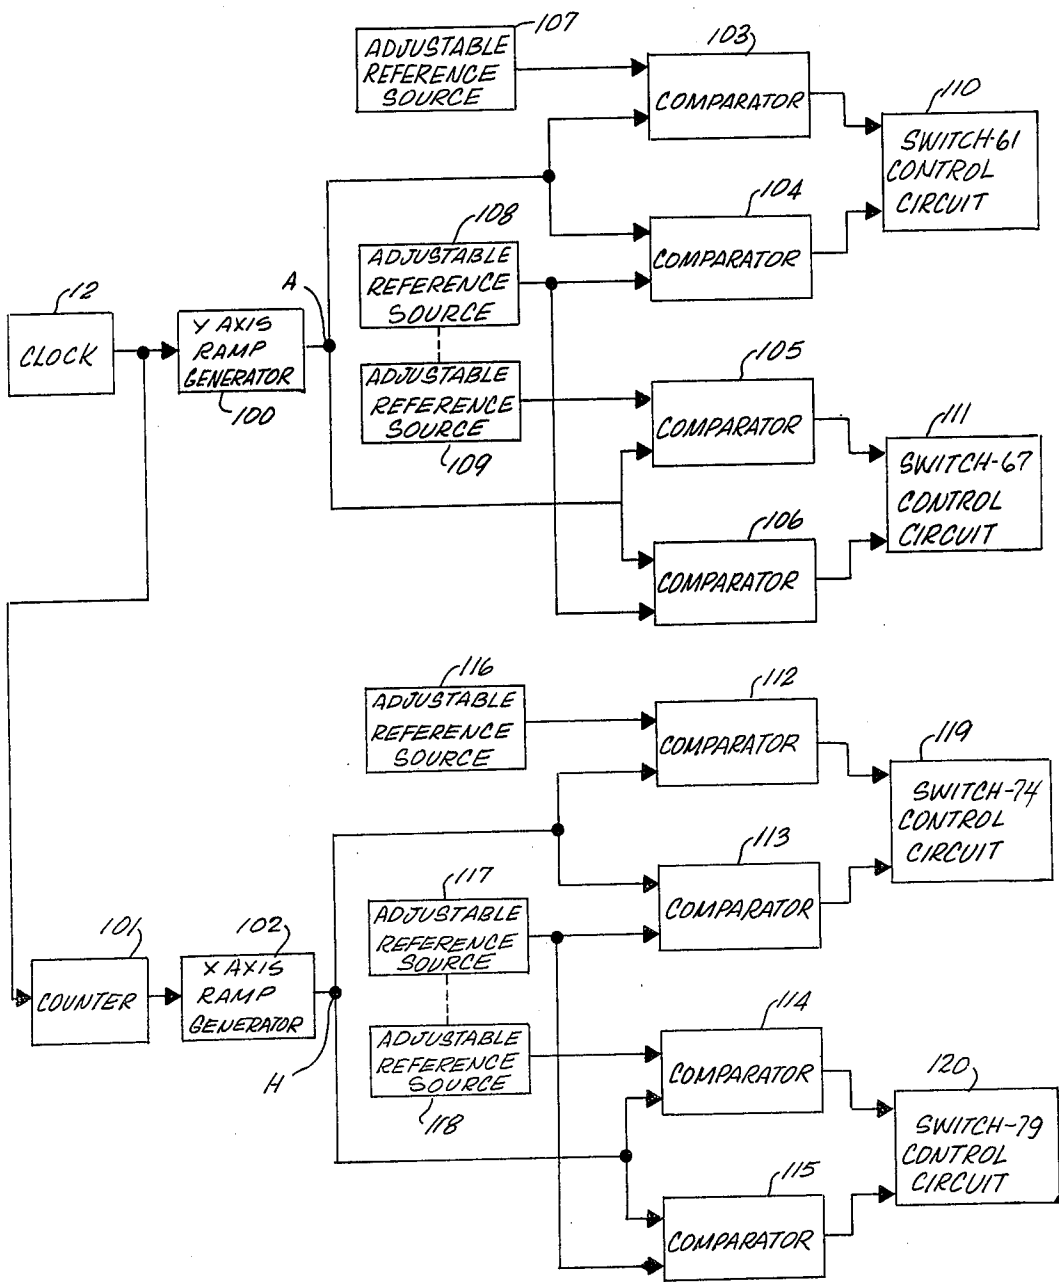 107
ADJUSTABLE
REFERENCE
SOURCE
103
COMPARATOR
110
SWITCH-61
CONTROL
CIRCUIT
104
COMPARATOR
108
ADJUSTABLE
REFERENCE
SOURCE
A
12
CLOCK
Y AXIS
RAMP
GENERATOR
100
ADJUSTABLE
REFERENCE
SOURCE
109
105
COMPARATOR
111
SWITCH-67
CONTROL
CIRCUIT
106
COMPARATOR
116
ADJUSTABLE
REFERENCE
SOURCE
112
COMPARATOR
119
SWITCH-74
CONTROL
CIRCUIT
113
COMPARATOR
117
ADJUSTABLE
REFERENCE
SOURCE
101
COUNTER
102
X AXIS
RAMP
GENERATOR
H
ADJUSTABLE
REFERENCE
SOURCE
118
114
COMPARATOR
120
SWITCH-79
CONTROL
CIRCUIT
115
COMPARATOR